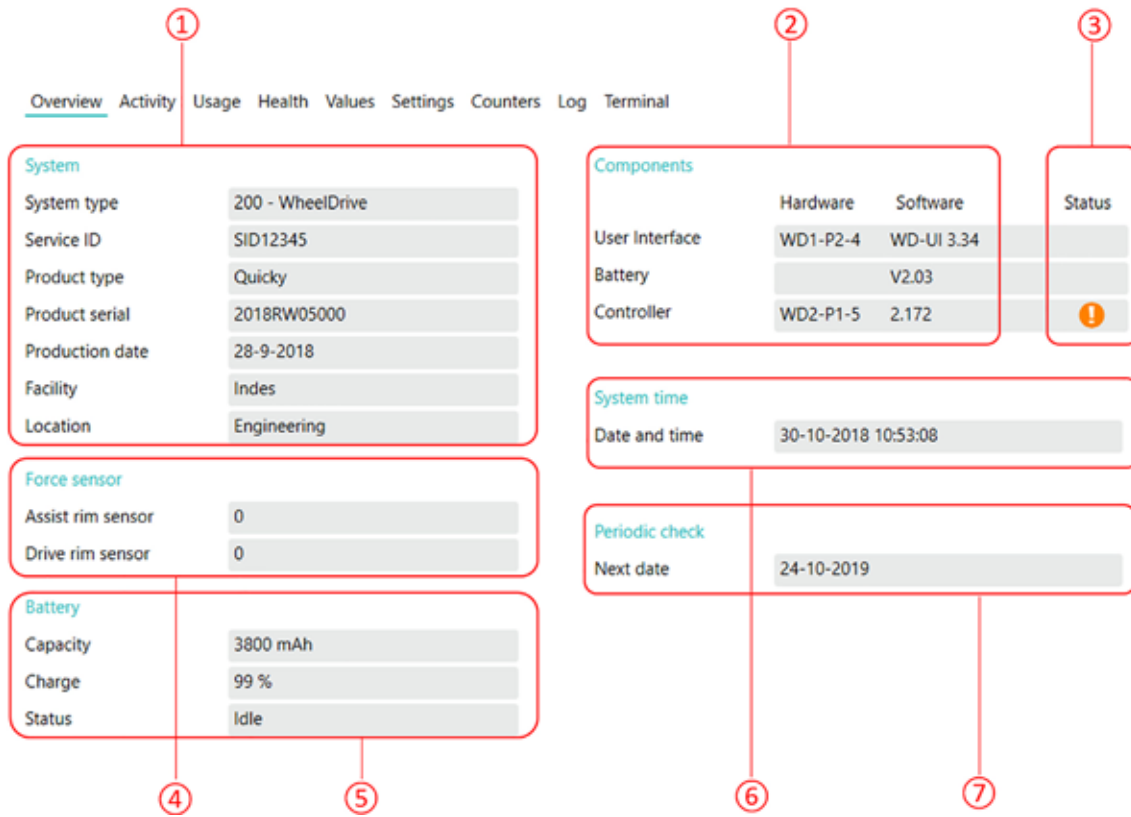 ① ② ③
Overview Activity Usage Health Values Settings Counters Log Terminal
System
System type 200 - WheelDrive
Service ID SID12345
Product type Quicky
Product serial 2018RW05000
Production date 28-9-2018
Facility Indes
Location Engineering
Force sensor
Assist rim sensor 0
Drive rim sensor 0
Battery
Capacity 3800 mAh
Charge 99 %
Status Idle
Components
Hardware Software Status
User Interface WD1-P2-4 WD-UI 3.34
Battery V2.03
Controller WD2-P1-5 2.172 !
System time
Date and time 30-10-2018 10:53:08
Periodic check
Next date 24-10-2019
④ ⑤ ⑥ ⑦